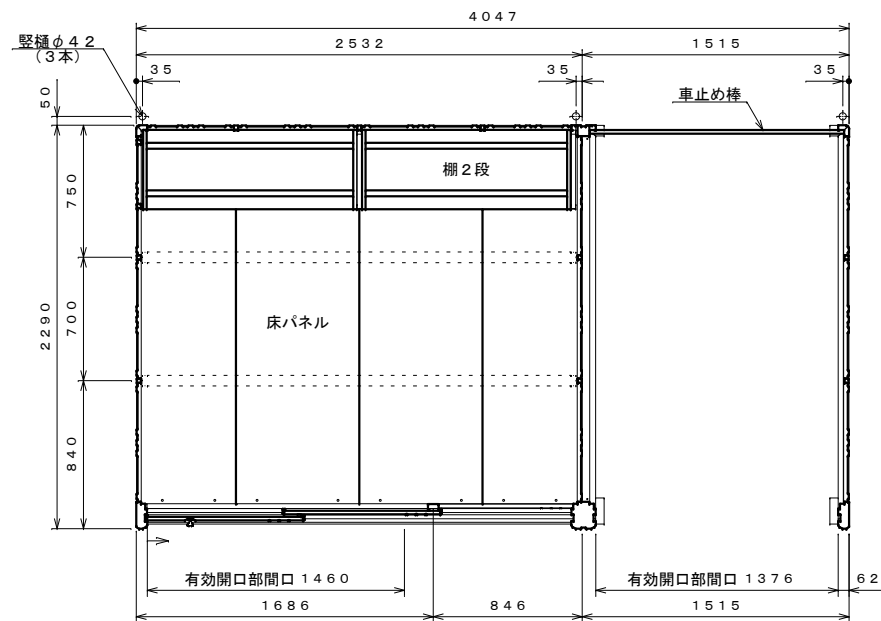 ４０４７
竪樋φ４２
（３本）
２５３２
１５１５
３５
３５
３５
５０
車止め棒
棚２段
７５０
２２９０
７００
床パネル
８４０
有効開口部間口 １４６０
有効開口部間口 １３７６
６２
１６８６
８４６
１５１５